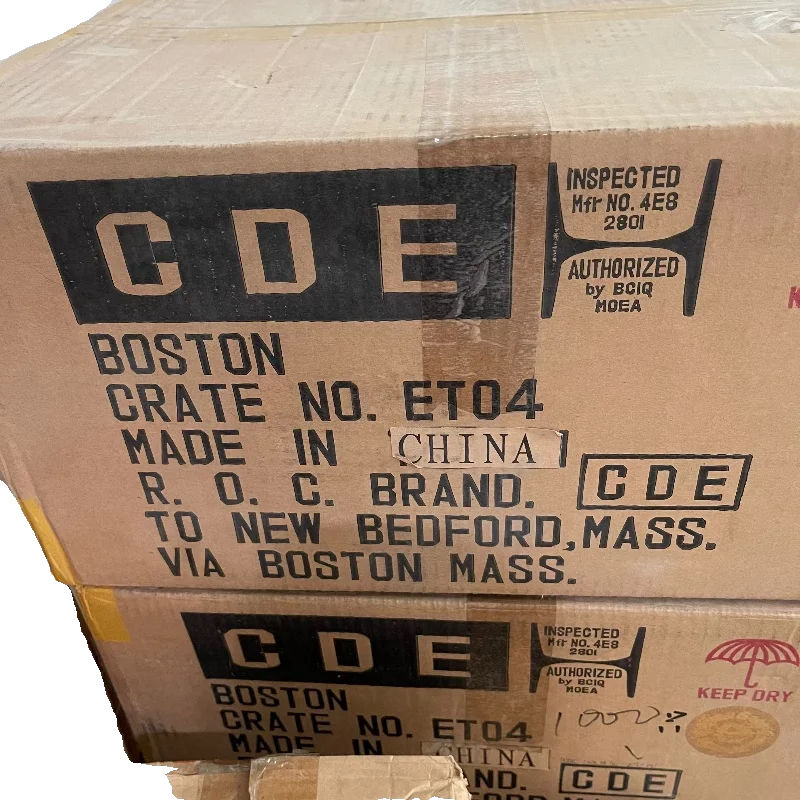 CDE
INSPECTED
Mfr NO. 4E8
2801
AUTHORIZED
by BCIQ
MOEA
K
BOSTON
CRATE NO. ET04
MADE IN CHINA
R. O. C. BRAND. CDE
TO NEW BEDFORD, MASS.
VIA BOSTON MASS.
CDE
INSPECTED
Mfr NO. 4E8
2801
AUTHORIZED
by BCIQ
MOEA
KEEP DRY
BOSTON
CRATE NO. ET04 1000
MADE IN CHINA
ND. CDE